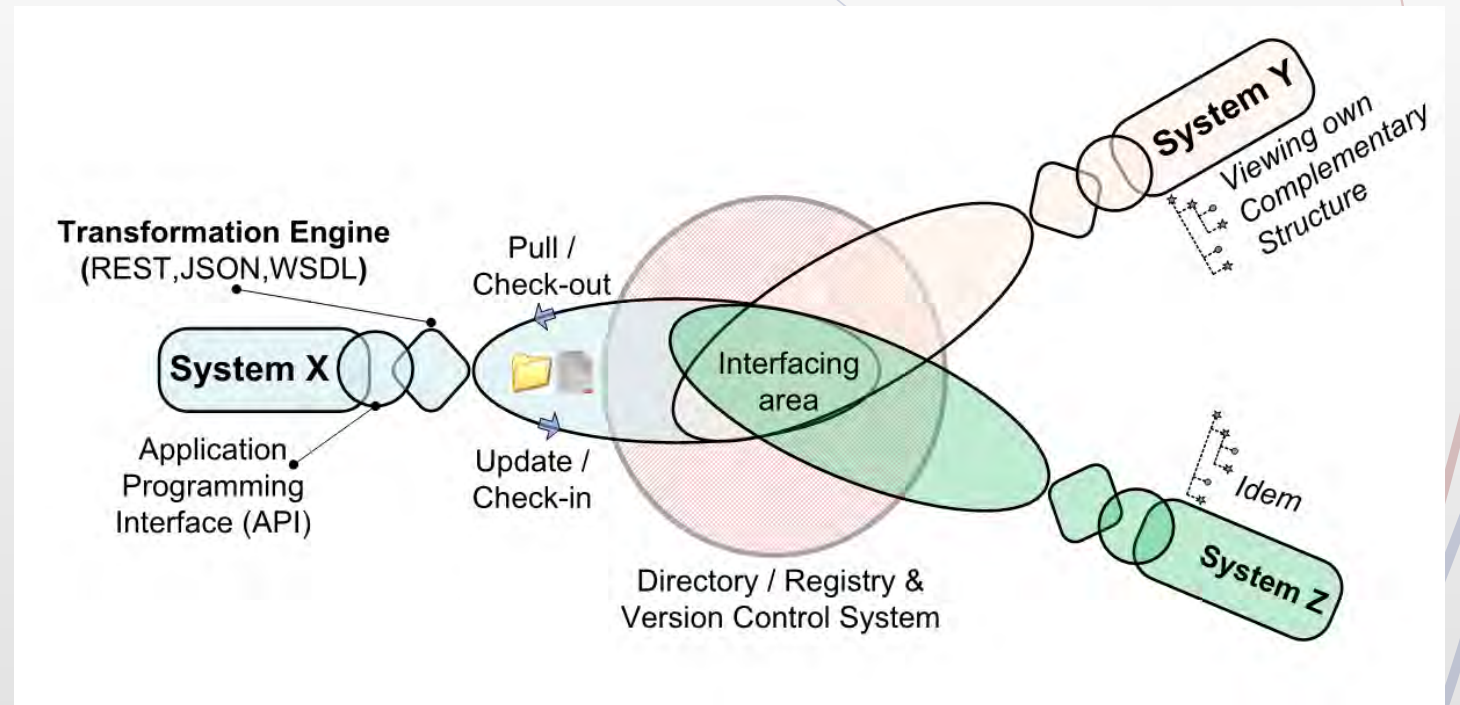 Transformation Engine
(REST,JSON,WSDL)
Pull /
Check-out
System X
Application
Programming
Interface (API)
Update /
Check-in
Interfacing
area
Directory / Registry &
Version Control System
System Y
Viewing own
Complementary
Structure
Idem
System Z